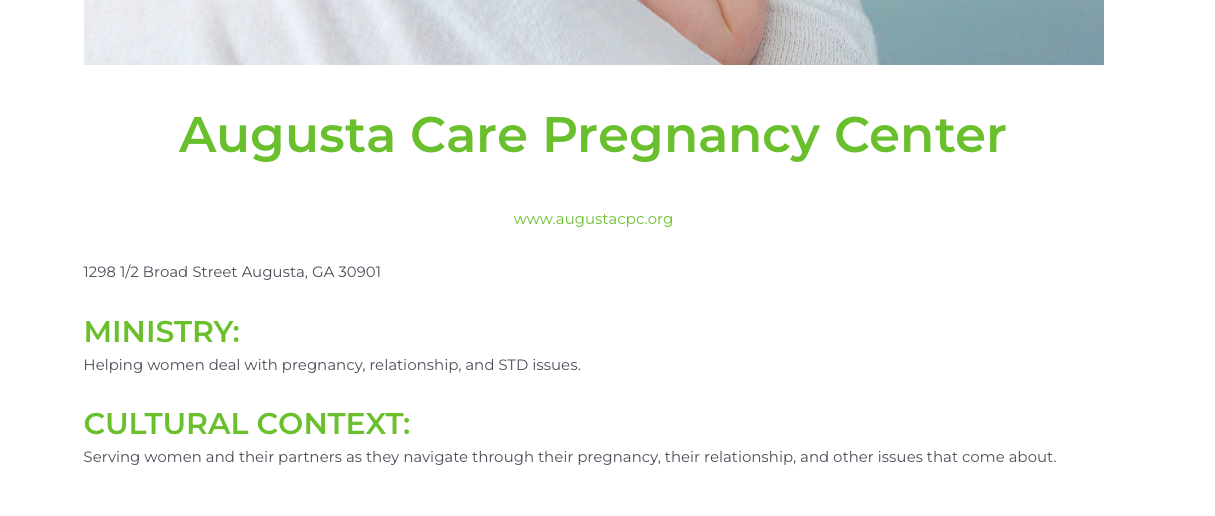 Augusta Care Pregnancy Center
www.augustacpc.org
1298 1/2 Broad Street Augusta, GA 30901
MINISTRY:
Helping women deal with pregnancy, relationship, and STD issues.
CULTURAL CONTEXT:
Serving women and their partners as they navigate through their pregnancy, their relationship, and other issues that come about.